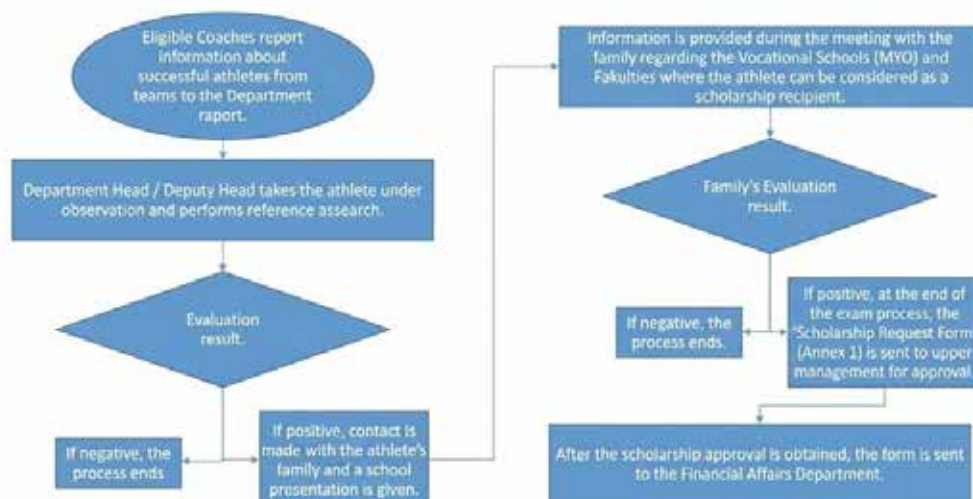 Eligible Coaches report
information about
successful athletes from
teams to the Department
report.
Department Head / Deputy Head takes the athlete under
observation and performs reference assearch.
Evaluation
result.
If negative, the
process ends
If positive, contact is
made with the athlete's
family and a school
presentation is given.
Information is provided during the meeting with the
family regarding the Vocational Schools (MYO) and
Fakulties where the athlete can be considered as a
scholarship recipient.
Family's Evaluation
result.
If negative, the
process ends.
If positive, at the end of
the exam process, the
'Scholarship Request Form
(Annex 1) is sent to upper
management for approval.
After the scholarship approval is obtained, the form is sent
to the Financial Affairs Department.